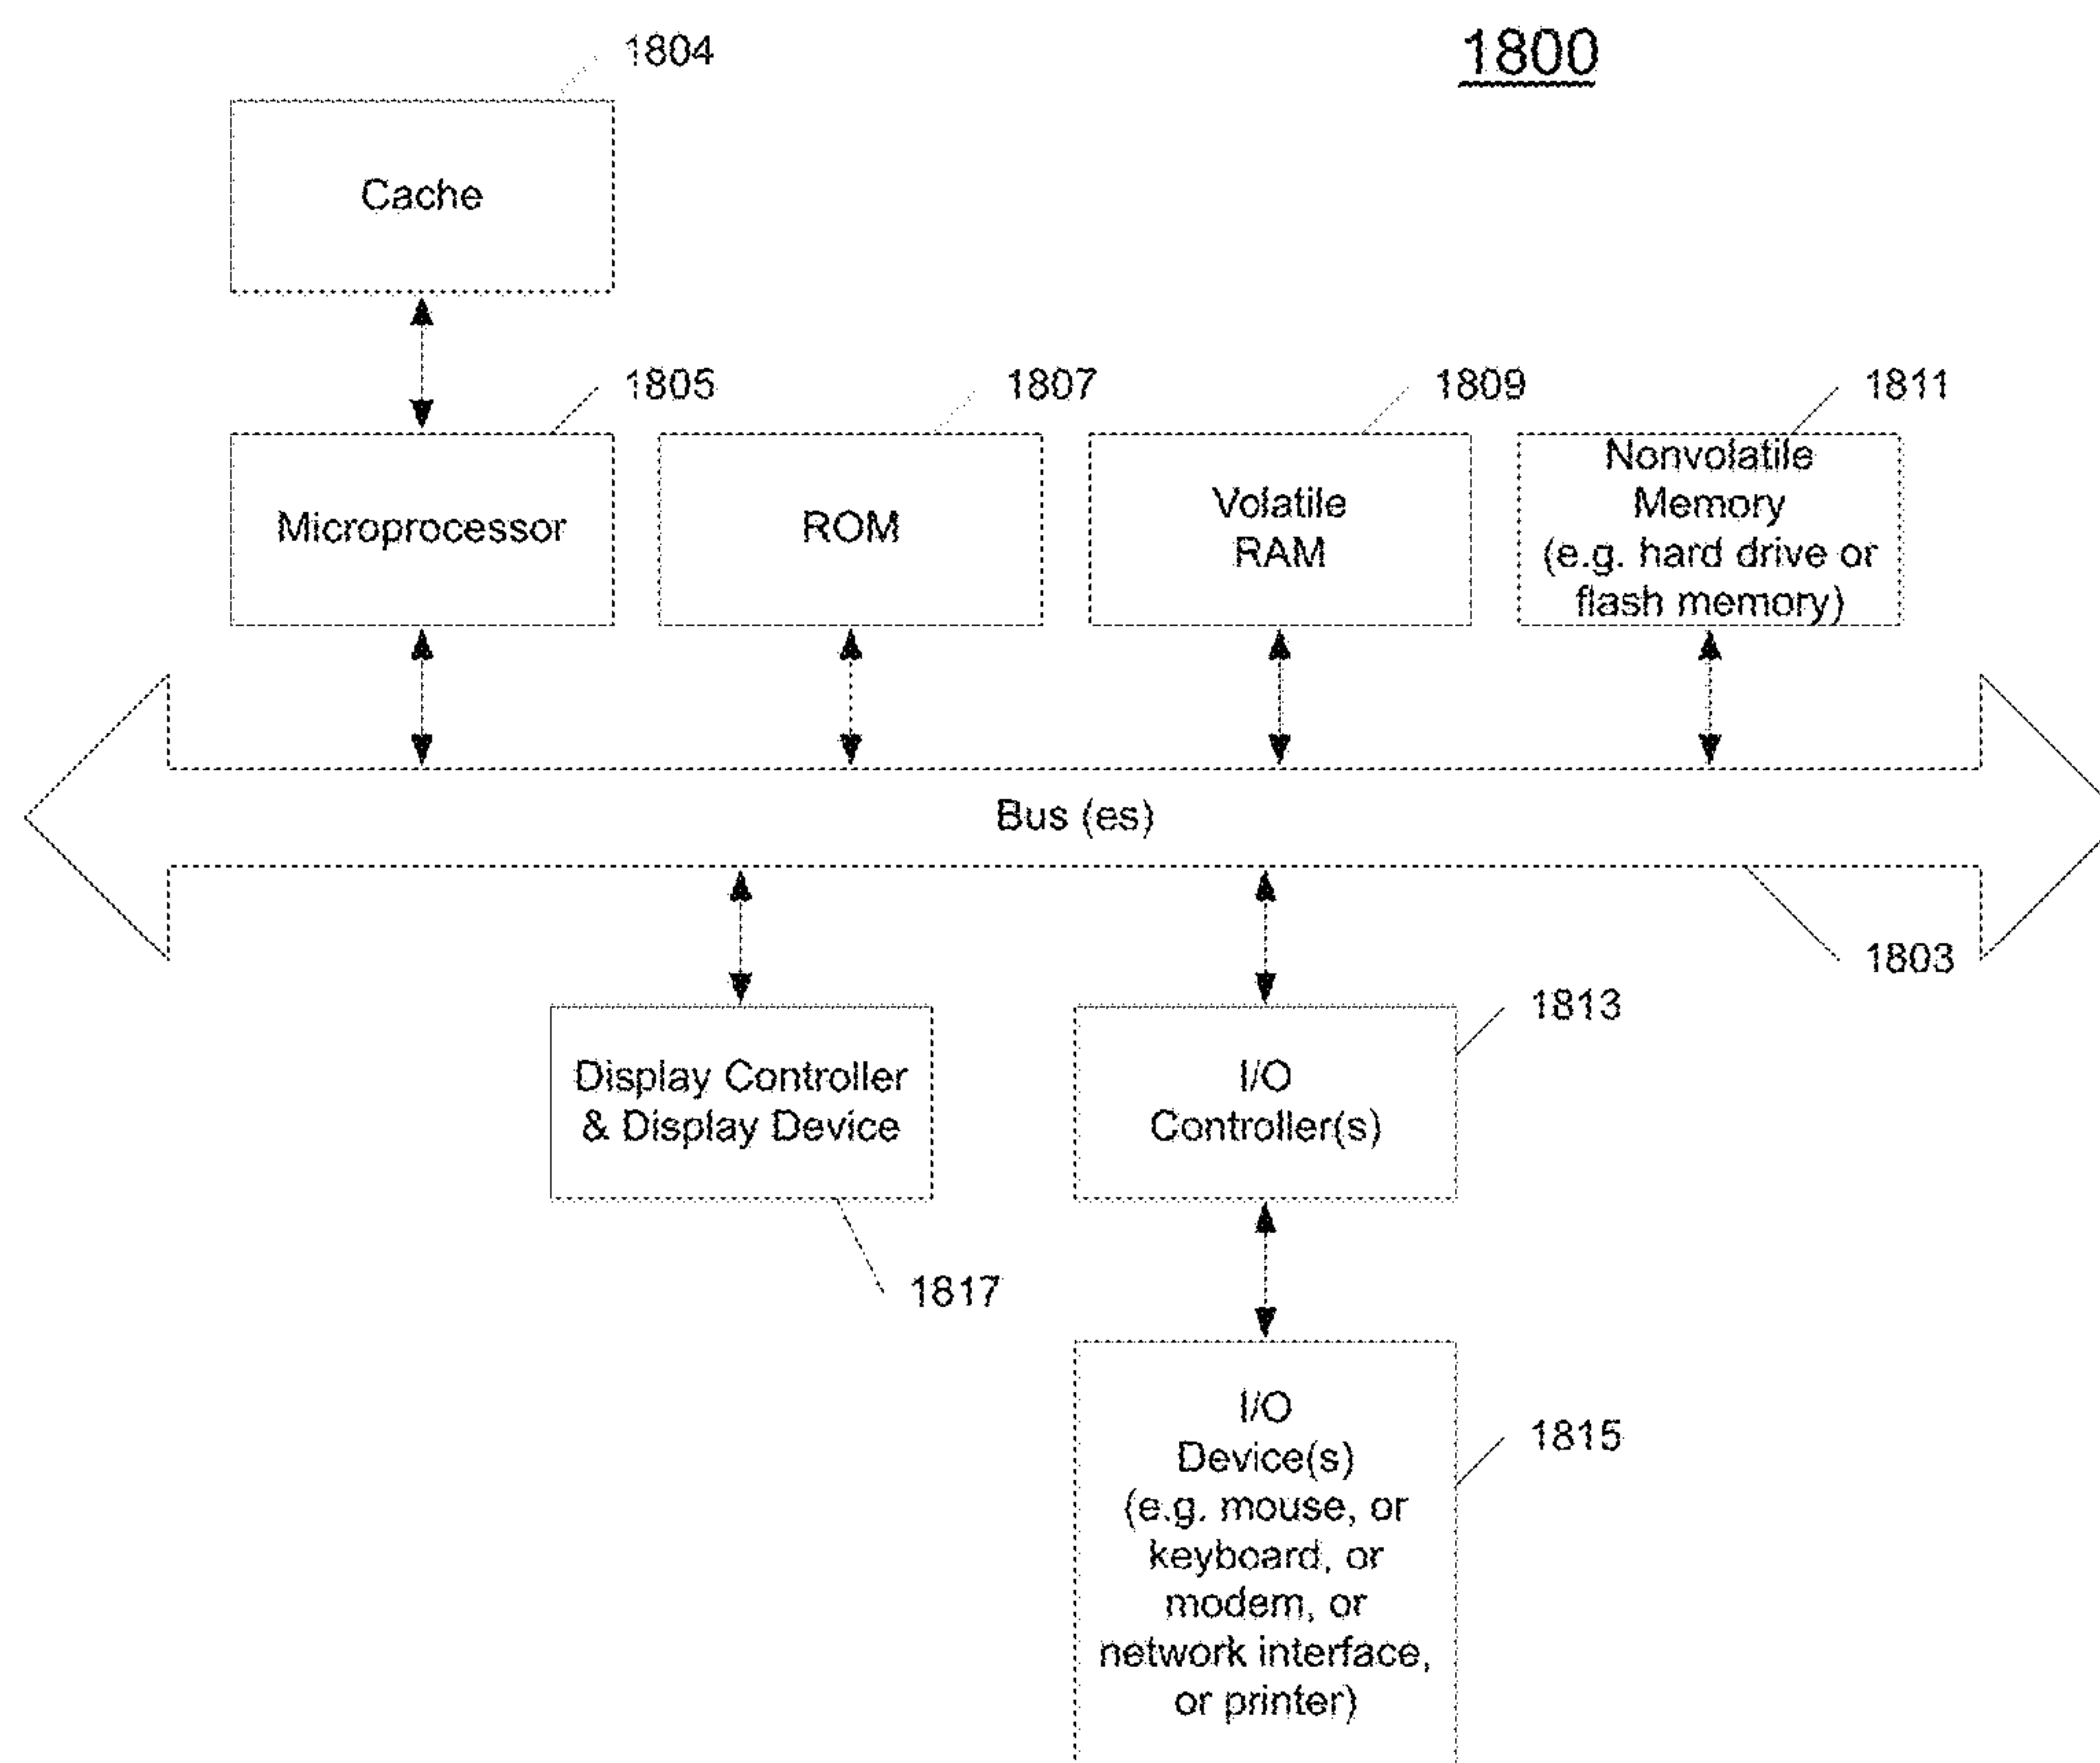 1800
1804
Cache
1805
1807
1809
1811
Microprocessor
ROM
Volatile
RAM
Nonvolatile
Memory
(e.g. hard drive or
flash memory)
Bus (es)
1803
1813
Display Controller
& Display Device
I/O
Controller(s)
1817
1815
I/O
Device(s)
(e.g. mouse, or
keyboard, or
modem, or
network interface,
or printer)